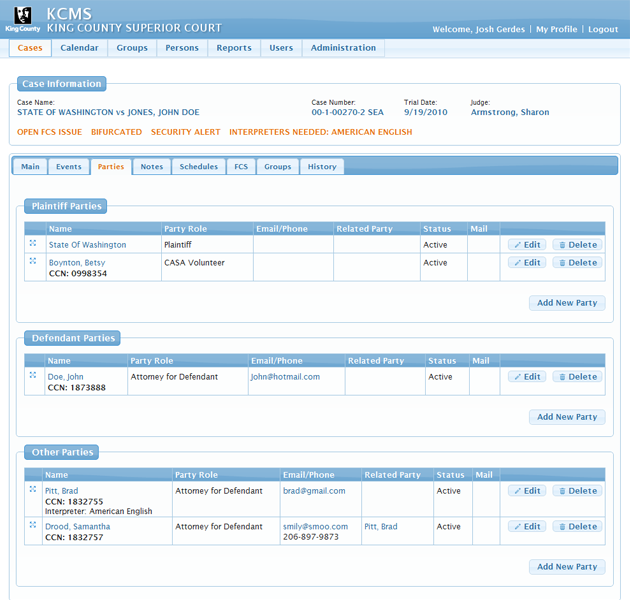 KCMS
KING COUNTY SUPERIOR COURT
King County
Welcome, Josh Gerdes | My Profile | Logout
Cases Calendar Groups Persons Reports Users Administration
Case Information
Case Name: Case Number: Trial Date: Judge:
STATE OF WASHINGTON vs JONES, JOHN DOE 00-1-00270-2 SEA 9/19/2010 Armstrong, Sharon
OPEN FCS ISSUE BIFURCATED SECURITY ALERT INTERPRETERS NEEDED: AMERICAN ENGLISH
Main Events Parties Notes Schedules FCS Groups History
Plaintiff Parties
Name Party Role Email/Phone Related Party Status Mail
State Of Washington Plaintiff Active Edit Delete
Boynton, Betsy CASA Volunteer Active Edit Delete
CCN: 0998354
Add New Party
Defendant Parties
Name Party Role Email/Phone Related Party Status Mail
Doe, John Attorney for Defendant John@hotmail.com Active Edit Delete
CCN: 1873888
Add New Party
Other Parties
Name Party Role Email/Phone Related Party Status Mail
Pitt, Brad Attorney for Defendant brad@gmail.com Active Edit Delete
CCN: 1832755
Interpreter: American English
Drood, Samantha Attorney for Defendant smily@smoo.com Pitt, Brad Active Edit Delete
CCN: 1832757 206-897-9873
Add New Party